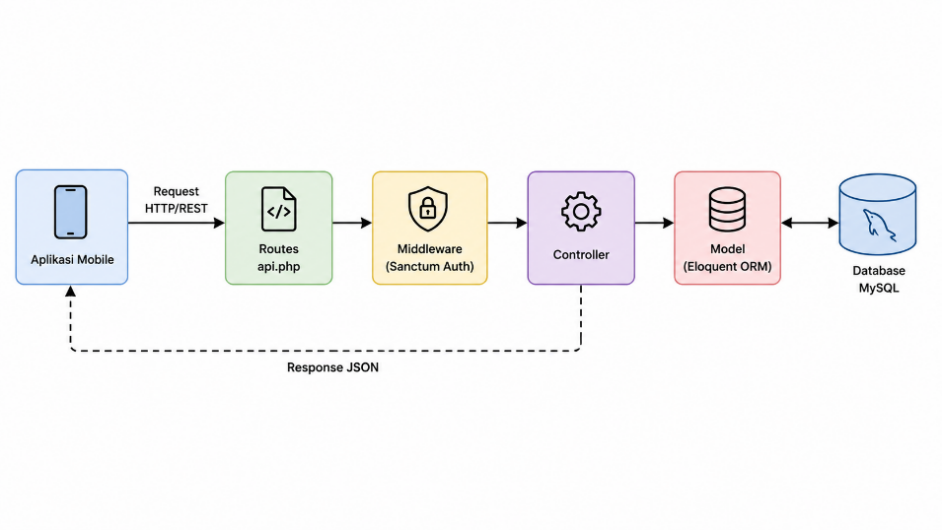 Request
HTTP/REST
Aplikasi Mobile
</>
Routes
api.php
Middleware
(Sanctum Auth)
Controller
Model
(Eloquent ORM)
Database
MySQL
Response JSON